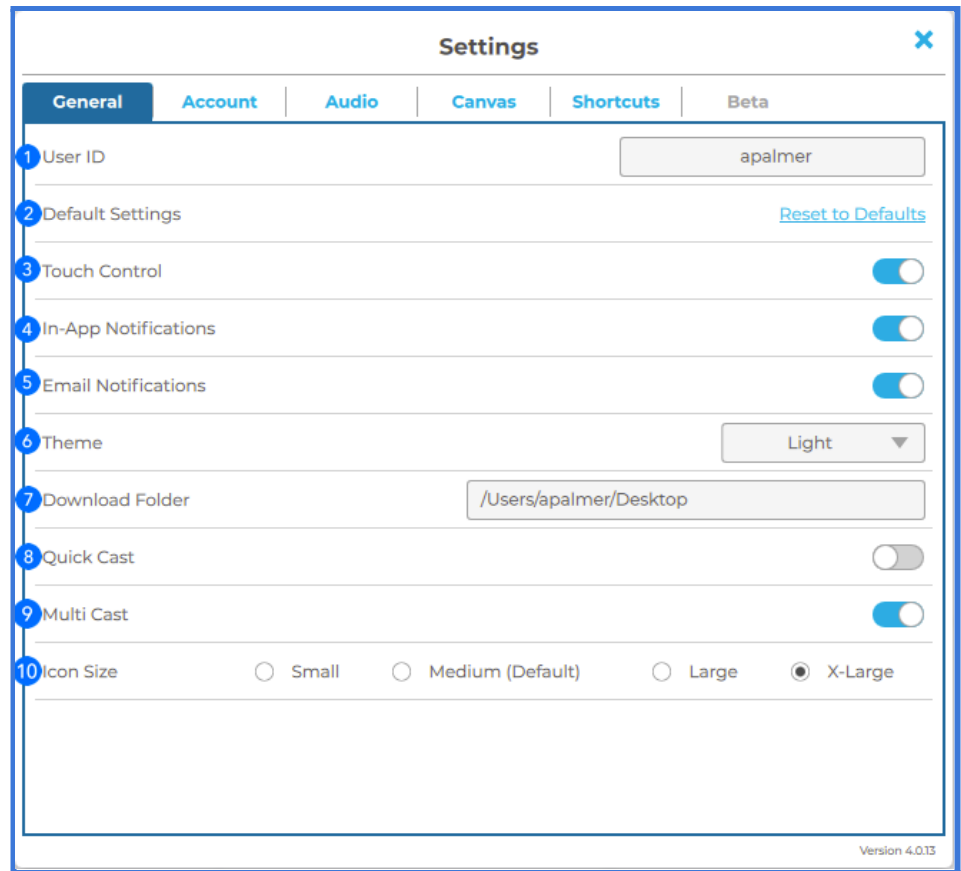 Settings
General Account Audio Canvas Shortcuts Beta
1 User ID apalmer
2 Default Settings Reset to Defaults
3 Touch Control
4 In-App Notifications
5 Email Notifications
6 Theme Light
7 Download Folder /Users/apalmer/Desktop
8 Quick Cast
9 Multi Cast
10 Icon Size Small Medium (Default) Large X-Large
Version 4.0.13